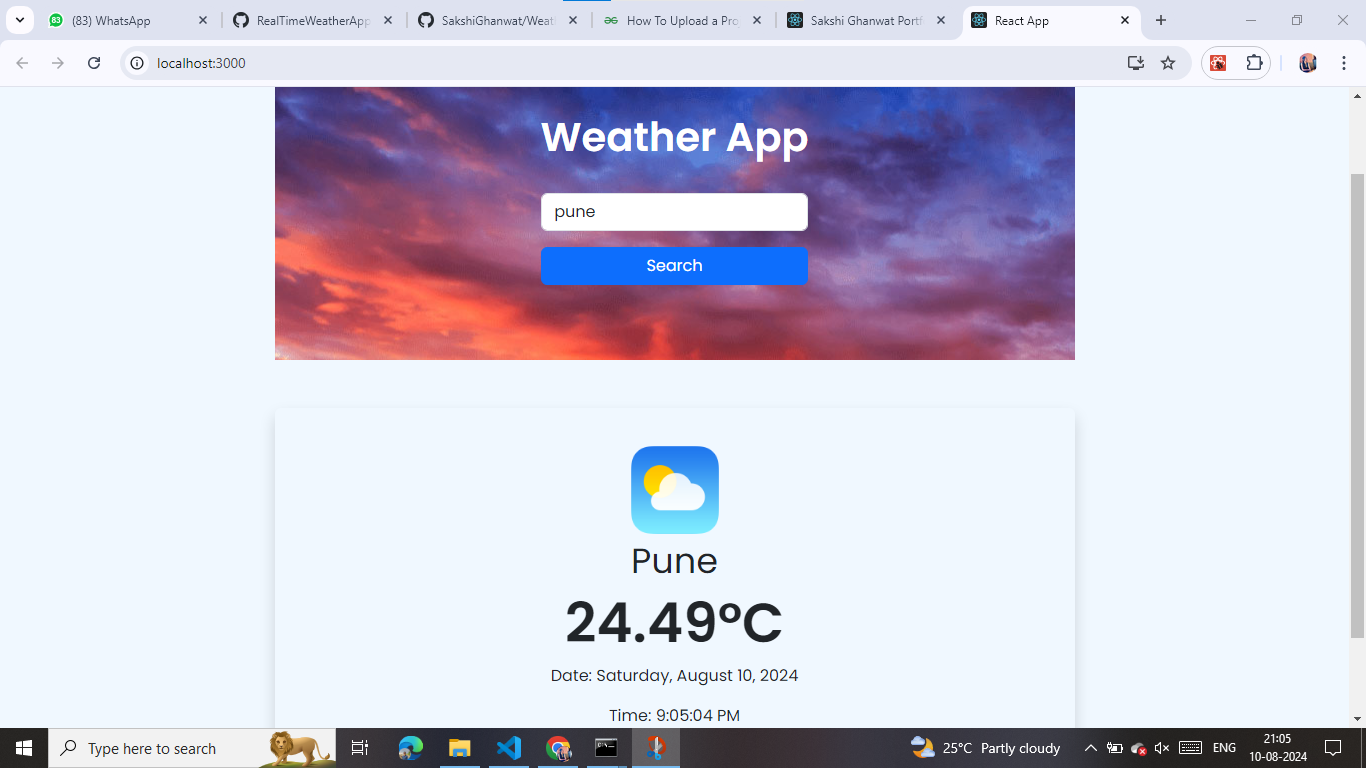 (83) WhatsApp
RealTimeWeatherApp
SakshiGhanwat/Weat
How To Upload a Pro
Sakshi Ghanwat Portf
React App
localhost:3000
Weather App
pune
Search
Pune
24.49°C
Date: Saturday, August 10, 2024
Time: 9:05:04 PM
Type here to search
25°C Partly cloudy
ENG
21:05
10-08-2024